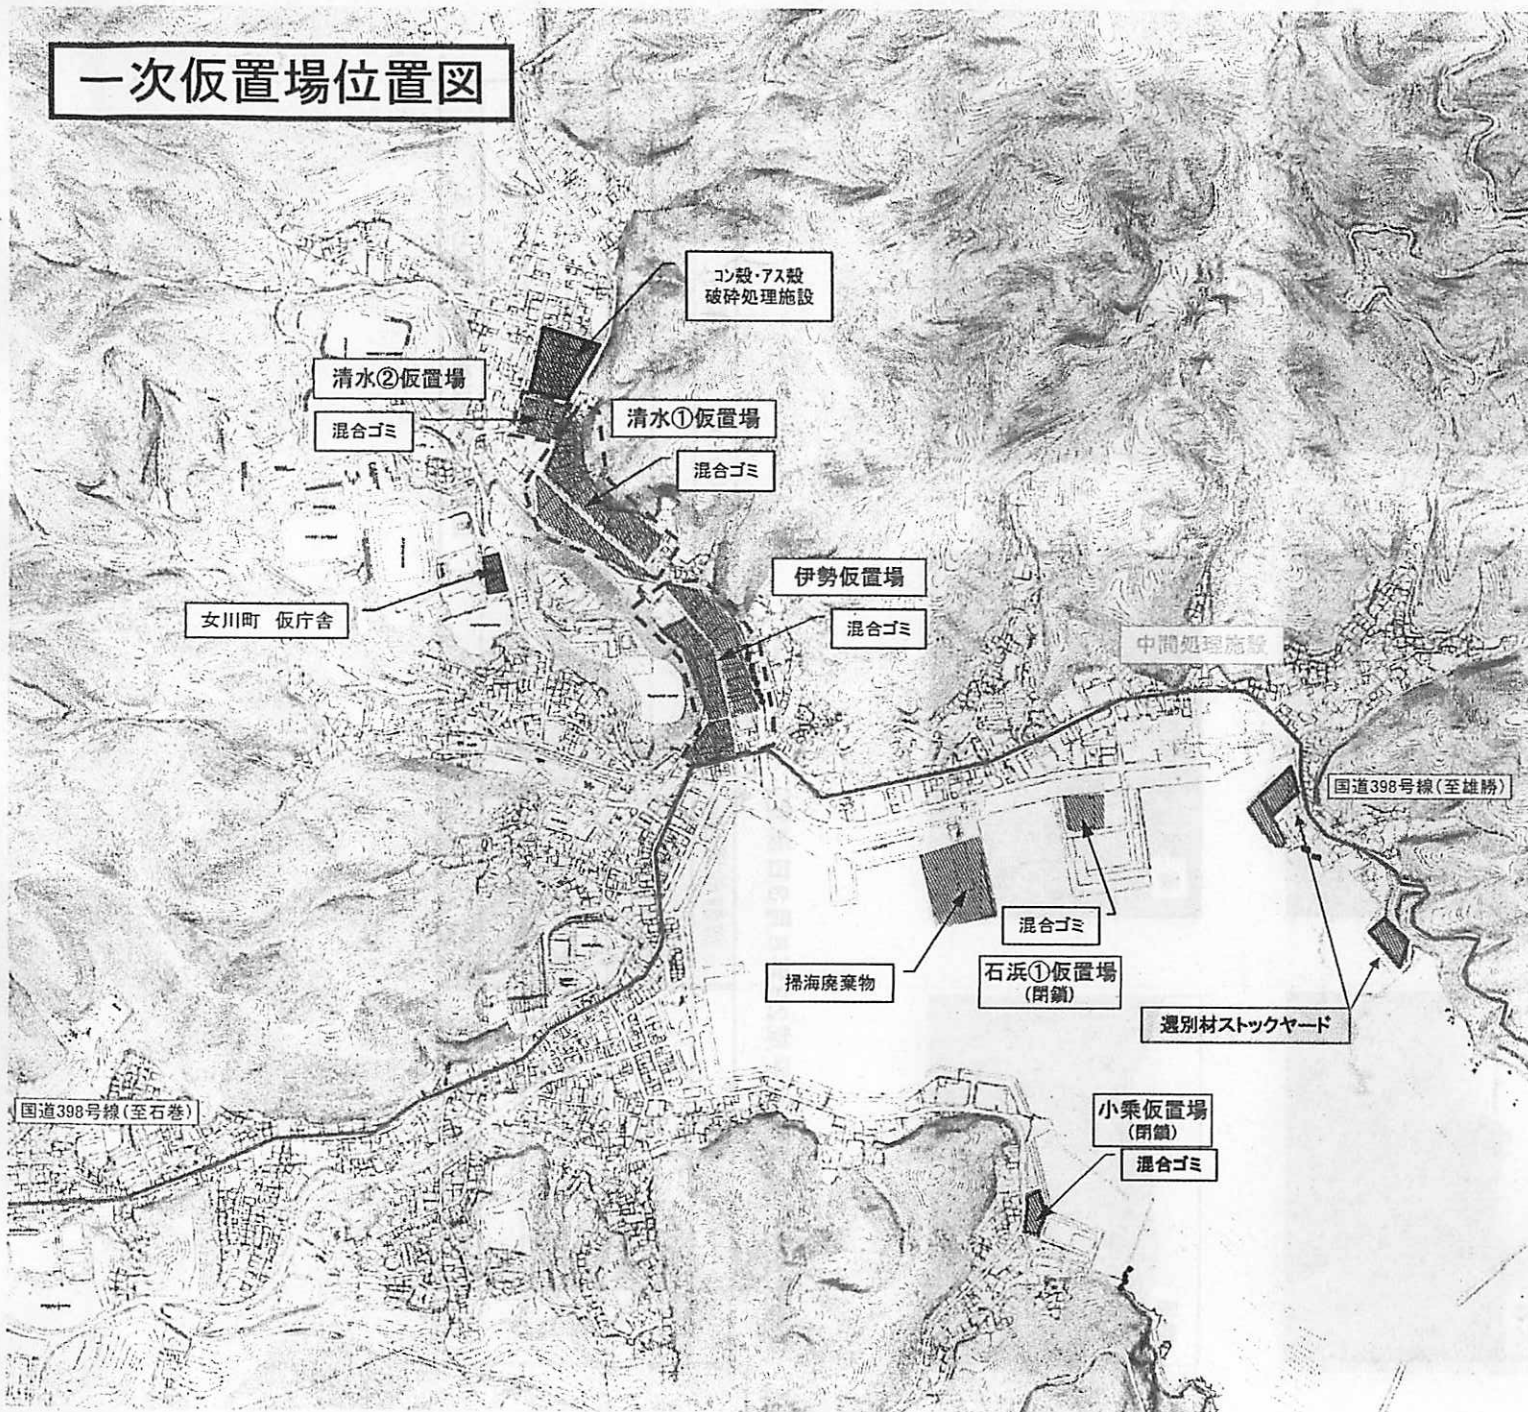 一次仮置場位置図
コン殻・アス殻
破砕処理施設
清水②仮置場
混合ゴミ
清水①仮置場
混合ゴミ
伊勢仮置場
混合ゴミ
女川町 仮庁舎
中間処理施設
国道398号線(至雄勝)
混合ゴミ
石浜①仮置場
(閉鎖)
掃海廃棄物
選別材ストックヤード
国道398号線(至石巻)
小乗仮置場
(閉鎖)
混合ゴミ